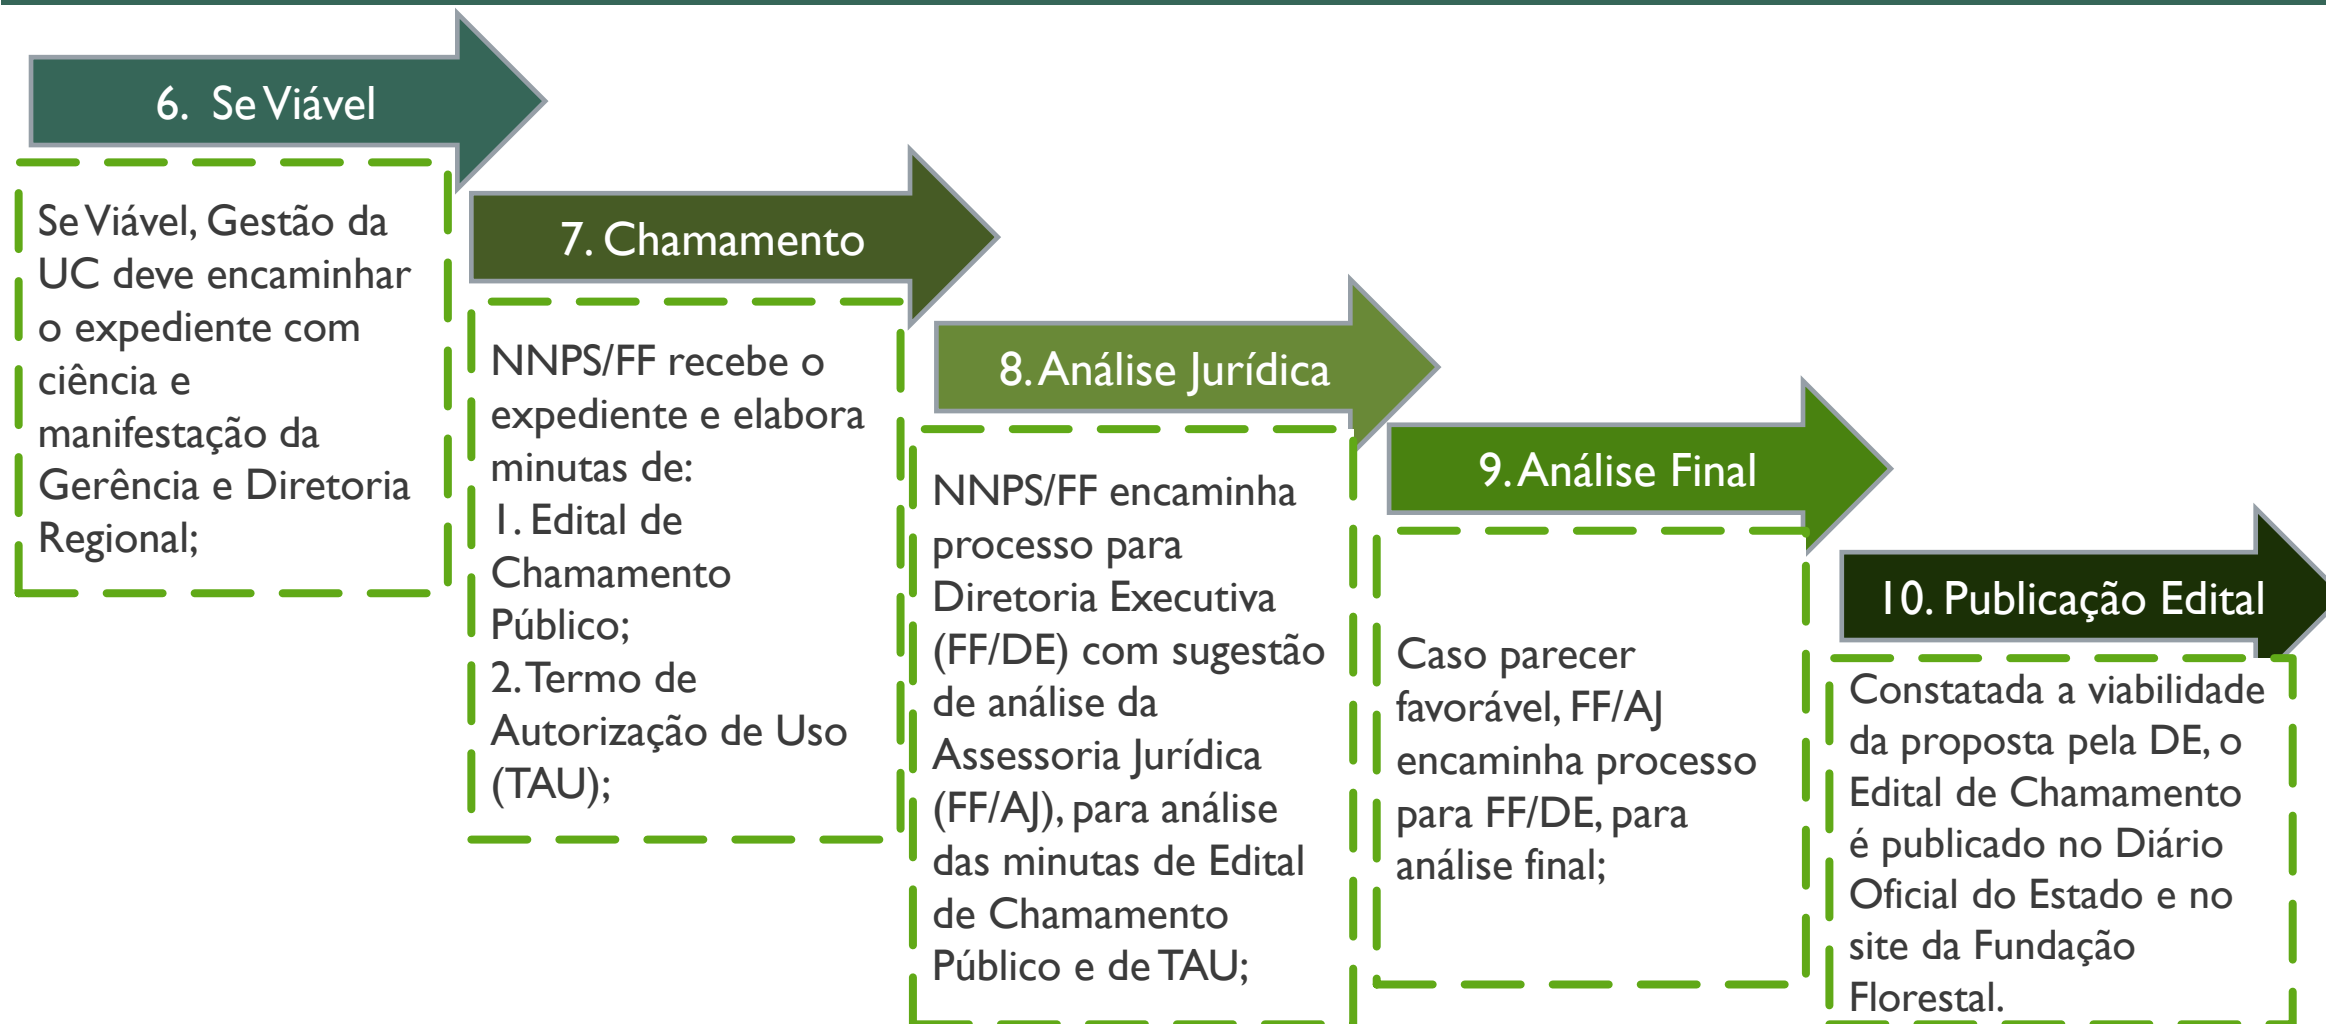 6. Se Viável
Se Viável, Gestão da
UC deve encaminhar
o expediente com
ciência e
manifestação da
Gerência e Diretoria
Regional;
7. Chamamento
NNPS/FF recebe o
expediente e elabora
minutas de:
1. Edital de
Chamamento
Público;
2. Termo de
Autorização de Uso
(TAU);
8. Análise Jurídica
NNPS/FF encaminha
processo para
Diretoria Executiva
(FF/DE) com sugestão
de análise da
Assessoria Jurídica
(FF/AJ), para análise
das minutas de Edital
de Chamamento
Público e de TAU;
9. Análise Final
Caso parecer
favorável, FF/AJ
encaminha processo
para FF/DE, para
análise final;
10. Publicação Edital
Constatada a viabilidade
da proposta pela DE, o
Edital de Chamamento
é publicado no Diário
Oficial do Estado e no
site da Fundação
Florestal.